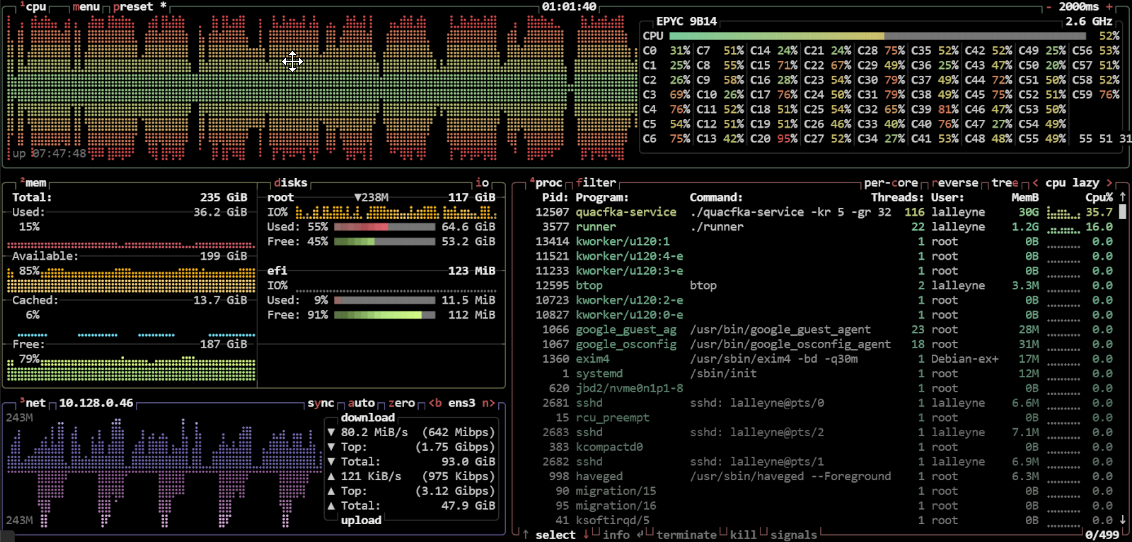 ¹cpu menu preset * 01:01:40 - 2000ms +
EPYC 9B14 2.6 GHz
CPU 52%
C0 31% C7 51% C14 24% C21 24% C28 75% C35 52% C42 52% C49 25% C56 53%
C1 25% C8 55% C15 71% C22 67% C29 49% C36 25% C43 47% C50 20% C57 51%
C2 26% C9 58% C16 28% C23 54% C30 79% C37 49% C44 72% C51 50% C58 52%
C3 69% C10 26% C17 76% C24 50% C31 79% C38 49% C45 75% C52 51% C59 76%
C4 76% C11 52% C18 51% C25 54% C32 65% C39 81% C46 47% C53 50%
C5 54% C12 51% C19 51% C26 46% C33 40% C40 76% C47 27% C54 49%
C6 75% C13 42% C20 95% C27 52% C34 27% C41 53% C48 48% C55 49% 55 51 31
up 07:47:48
²mem disks io
Total: 235 GiB
Used: 36.2 GiB
15%
Available: 199 GiB
85%
Cached: 13.7 GiB
6%
Free: 187 GiB
79%
root ▼238M 117 GiB
IO%
Used: 55% 64.6 GiB
Free: 45% 53.2 GiB
efi 123 MiB
IO%
Used: 9% 11.5 MiB
Free: 91% 112 MiB
³net 10.128.0.46 sync auto zero <b ens3 n>
243M
243M
download
▼ 80.2 MiB/s (642 Mibps)
▼ Top: (1.75 Gibps)
▼ Total: 93.0 GiB
▲ 121 KiB/s (975 Kibps)
▲ Top: (3.12 Gibps)
▲ Total: 47.9 GiB
upload
⁴proc filter per-core reverse tree < cpu lazy >
Pid: Program: Command: Threads: User: MemB Cpu% ↑
12507 quacfka-service ./quacfka-service -kr 5 -gr 32 116 lalleyne 30G 35.7
3577 runner ./runner 22 lalleyne 1.2G 16.0
13414 kworker/u120:1 1 root 0B 0.0
11521 kworker/u120:4-e 1 root 0B 0.0
11233 kworker/u120:3-e 1 root 0B 0.0
12595 btop btop 2 lalleyne 3.3M 0.0
10723 kworker/u120:2-e 1 root 0B 0.0
10827 kworker/u120:0-e 1 root 0B 0.0
1066 google_guest_ag /usr/bin/google_guest_agent 23 root 28M 0.0
1067 google_osconfig /usr/bin/google_osconfig_agent 18 root 31M 0.0
1360 exim4 /usr/sbin/exim4 -bd -q30m 1 Debian-ex+ 17M 0.0
1 systemd /sbin/init 1 root 12M 0.0
620 jbd2/nvme0n1p1-8 1 root 0B 0.0
2681 sshd sshd: lalleyne@pts/0 1 lalleyne 6.6M 0.0
15 rcu_preempt 1 root 0B 0.0
2683 sshd sshd: lalleyne@pts/2 1 lalleyne 7.1M 0.0
383 kcompactd0 1 root 0B 0.0
2682 sshd sshd: lalleyne@pts/1 1 lalleyne 6.9M 0.0
998 haveged /usr/sbin/haveged --Foreground 1 root 6.3M 0.0
90 migration/15 1 root 0B 0.0
95 migration/16 1 root 0B 0.0
41 ksoftirqd/5 1 root 0B 0.0 ↓
↑ select ↓ info ↵ terminate kill signals 0/499